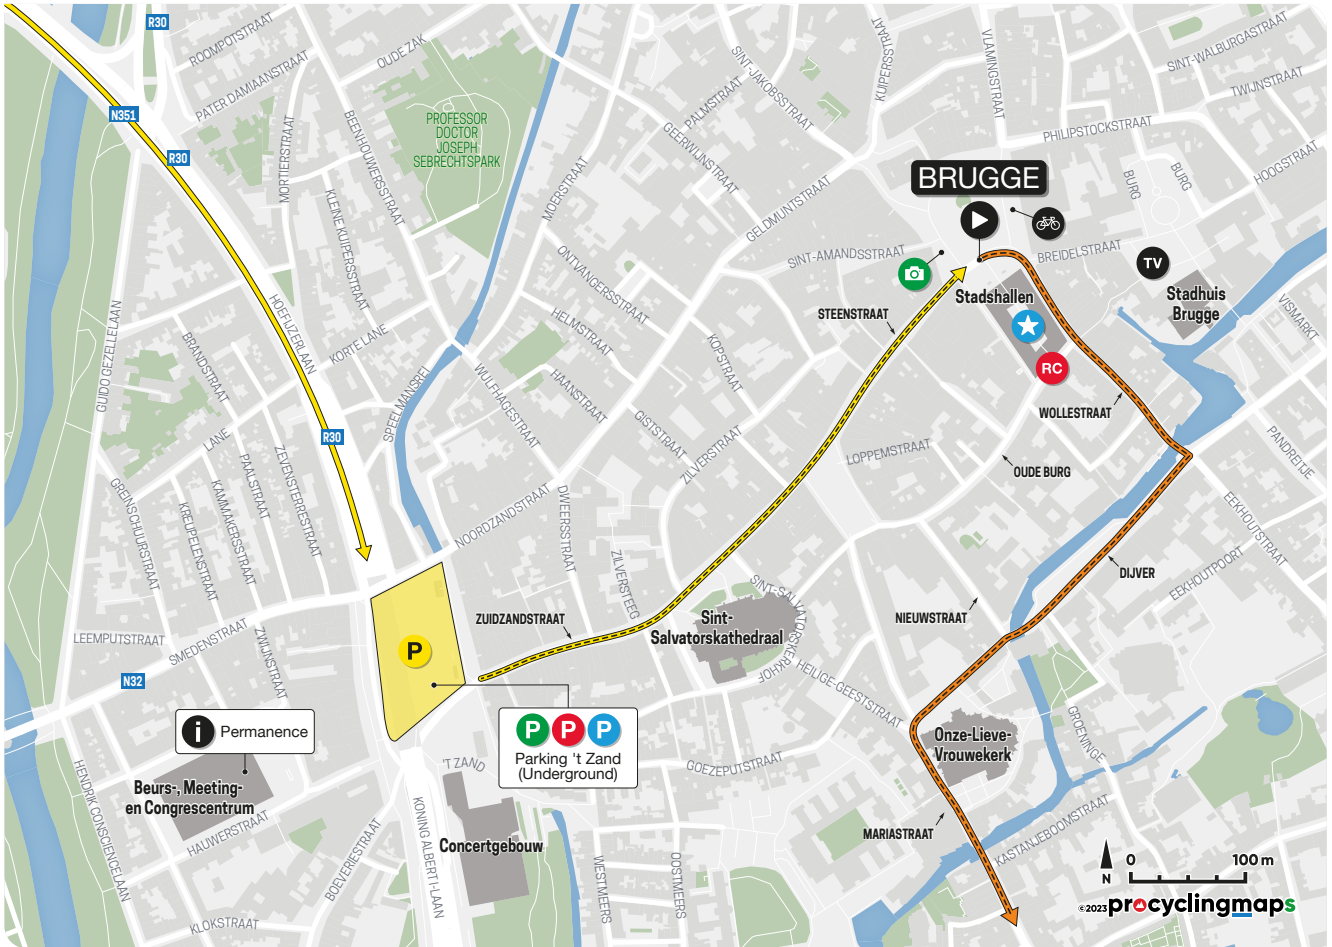 R30
ROOMPOTSTRAAT
OUDE ZAK
SINT-JAKOBSSTRAAT
KUIPERSSTRAAT
VLAMINGSTRAAT
SINT-WALBURGASTRAAT
TWIJNSTRAAT
PATER DAMIAANSTRAAT
PALMSTRAAT
N351
MORTIERSTRAAT
BEENHOUWERSSTRAAT
PROFESSOR
DOCTOR
JOSEPH
SEBRECHTSPARK
GEERWIJNSTRAAT
PHILIPSTOCKSTRAAT
HOOGSTRAAT
R30
MOERSTRAAT
BRUGGE
BURG
BURG
KLEINE KUIPERSSTRAAT
GELDMUNTSTRAAT
SINT-AMANDSSTRAAT
BREIDELSTRAAT
TV
ONTVANGERSSTRAAT
Stadshallen
Stadhuis
Brugge
VISMARKT
GUIDO GEZELLELAAN
HOEFIJZERLAAN
BRANDSTRAAT
KORTE LANE
HELMSTRAAT
STEENSTRAAT
KOPSTRAAT
RC
SPEELMANSREI
WULFHAGESTRAAT
HAANSTRAAT
WOLLESTRAAT
R30
LANE
GISTSTRAAT
ZILVERSTRAAT
LOPPEMSTRAAT
OUDE BURG
PANDREITJE
GREINSCHUURSTRAAT
KREUPELENSTRAAT
KAMMAKERSSTRAAT
PAALSTRAAT
ZEVENSTERRESTRAAT
NOORDZANDSTRAAT
DWEERSSTRAAT
EEKHOUTSTRAAT
ZILVERSTEEG
SINT-SALVATORSKERKHOF
DIJVER
EEKHOUTPOORT
LEEMPUTSTRAAT
SMEDENSTRAAT
ZWIJNSTRAAT
P
ZUIDZANDSTRAAT
Sint-
Salvatorskathedraal
NIEUWSTRAAT
N32
HEILIGE-GEESTSTRAAT
i Permanence
P P P
Parking 't Zand
(Underground)
Onze-Lieve-
Vrouwekerk
GROENINGE
'T ZAND
GOEZEPUTSTRAAT
Beurs-, Meeting-
en Congrescentrum
HENDRIK CONSCIENCELAAN
HAUWERSTRAAT
KONING ALBERT I-LAAN
Concertgebouw
MARIASTRAAT
KASTANJEBOOMSTRAAT
BOEVERIESTRAAT
WESTMEERS
OOSTMEERS
KLOKSTRAAT
N
0 100 m
©2023 procyclingmaps